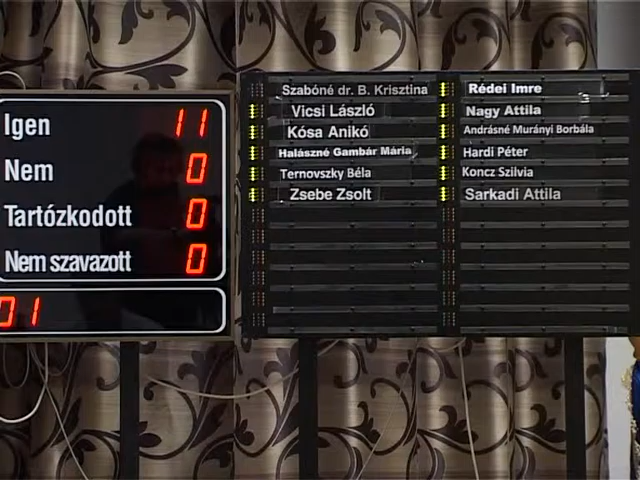 Igen 11
Nem 0
Tartózkodott 0
Nem szavazott 0
01
Szabóné dr. B. Krisztina
Vicsi László
Kósa Anikó
Halászné Gambár Mária
Ternovszky Béla
Zsebe Zsolt
Rédei Imre
Nagy Attila
Andrásné Murányi Borbála
Hardi Péter
Koncz Szilvia
Sarkadi Attila